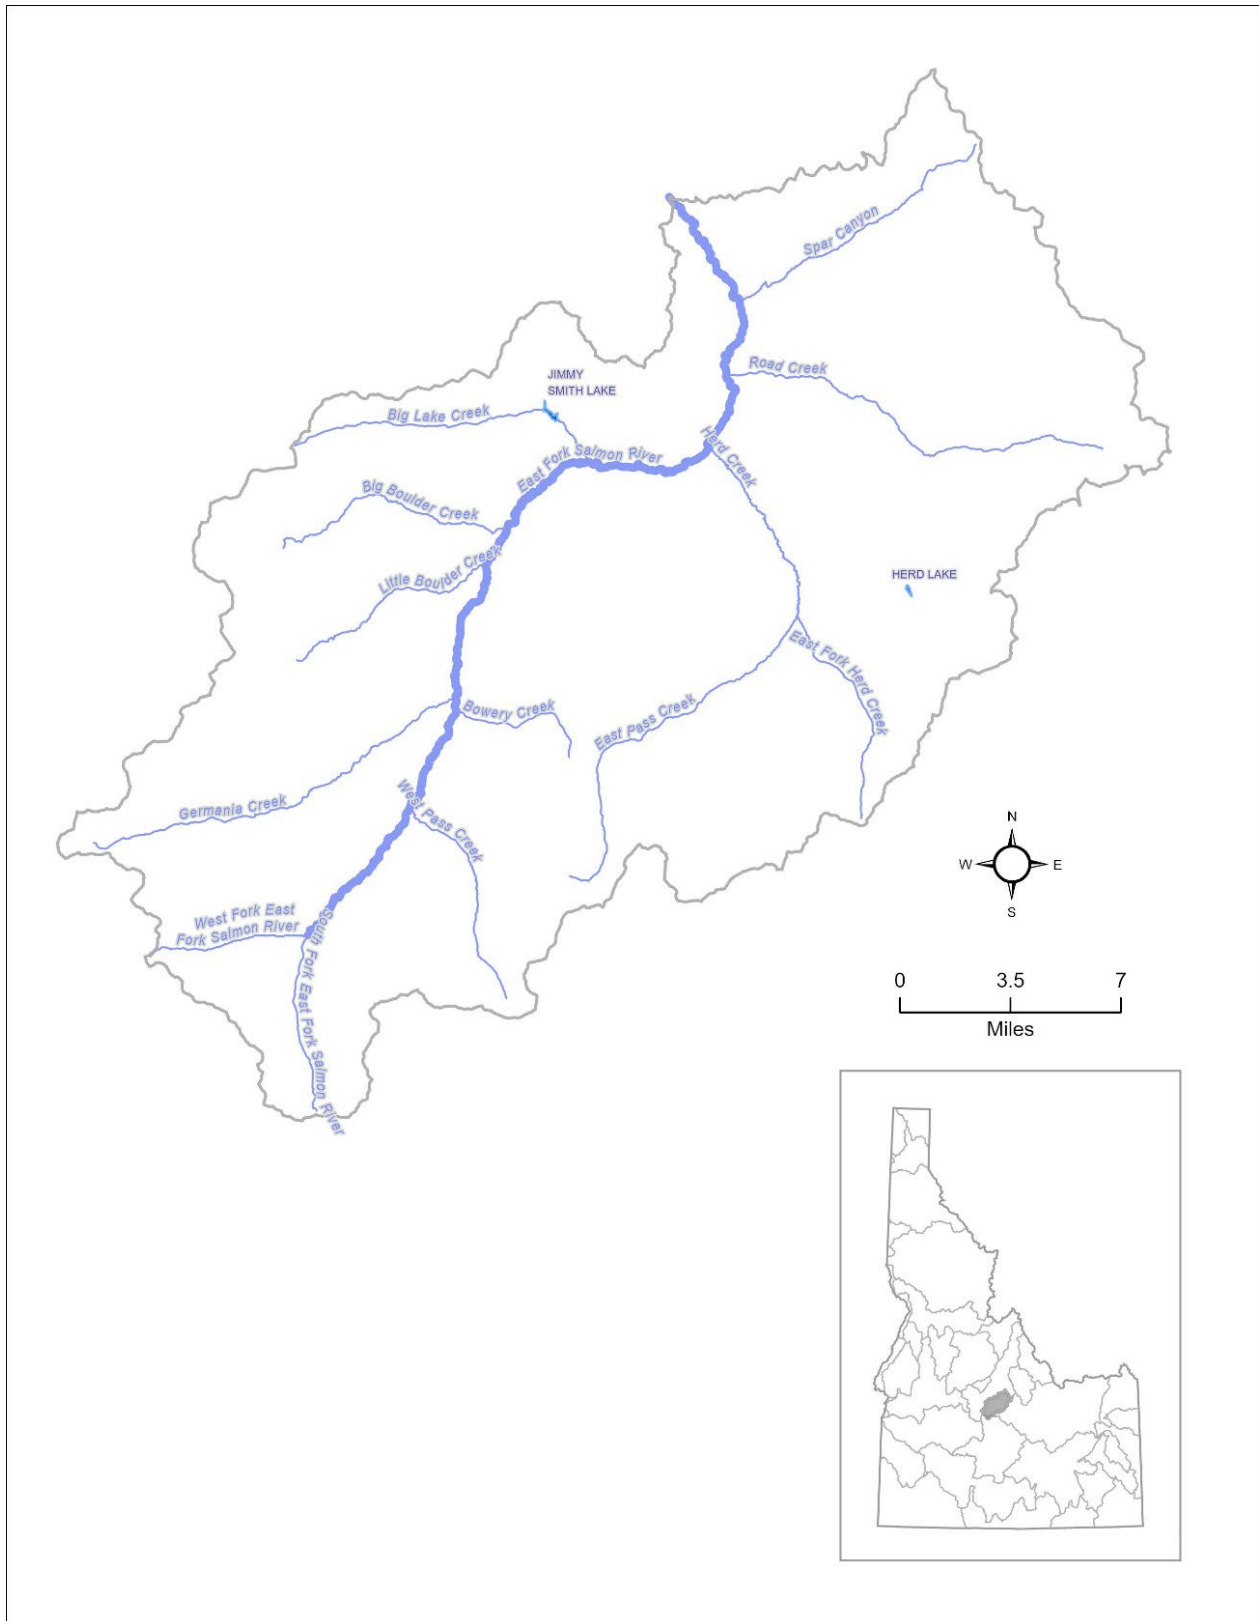 Spar Canyon
Road Creek
JIMMY
SMITH LAKE
Big Lake Creek
East Fork Salmon River
Herd Creek
Big Boulder Creek
Little Boulder Creek
HERD LAKE
East Fork Herd Creek
Bowery Creek
East Pass Creek
Germania Creek
West Pass Creek
West Fork East
Fork Salmon River
South Fork East Fork Salmon River
N
W
E
S
0 3.5 7
Miles